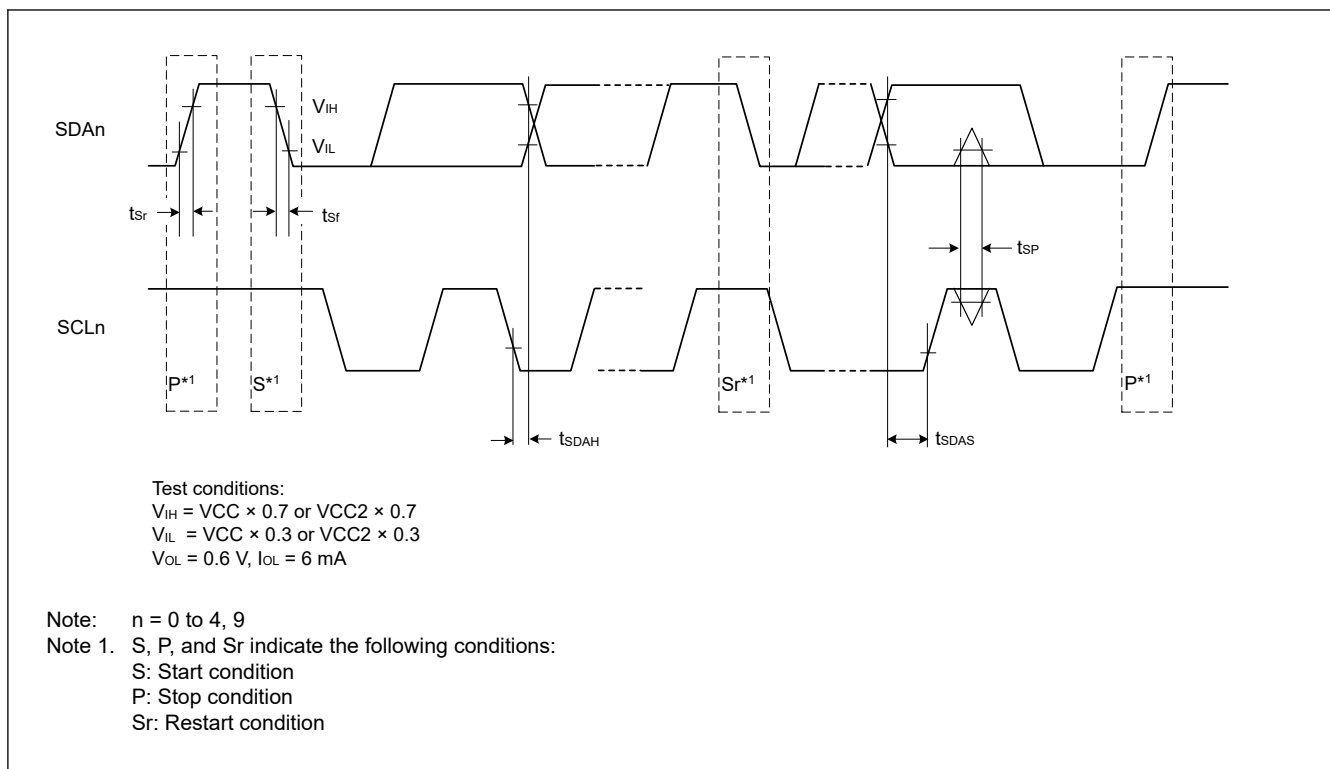 SDAn
VIH
VIL
tSr
tSf
tSP
SCLn
P*1
S*1
Sr*1
P*1
tSDAH
tSDAS
Test conditions:
VIH = VCC × 0.7 or VCC2 × 0.7
VIL = VCC × 0.3 or VCC2 × 0.3
VOL = 0.6 V, IOL = 6 mA
Note: n = 0 to 4, 9
Note 1. S, P, and Sr indicate the following conditions:
S: Start condition
P: Stop condition
Sr: Restart condition